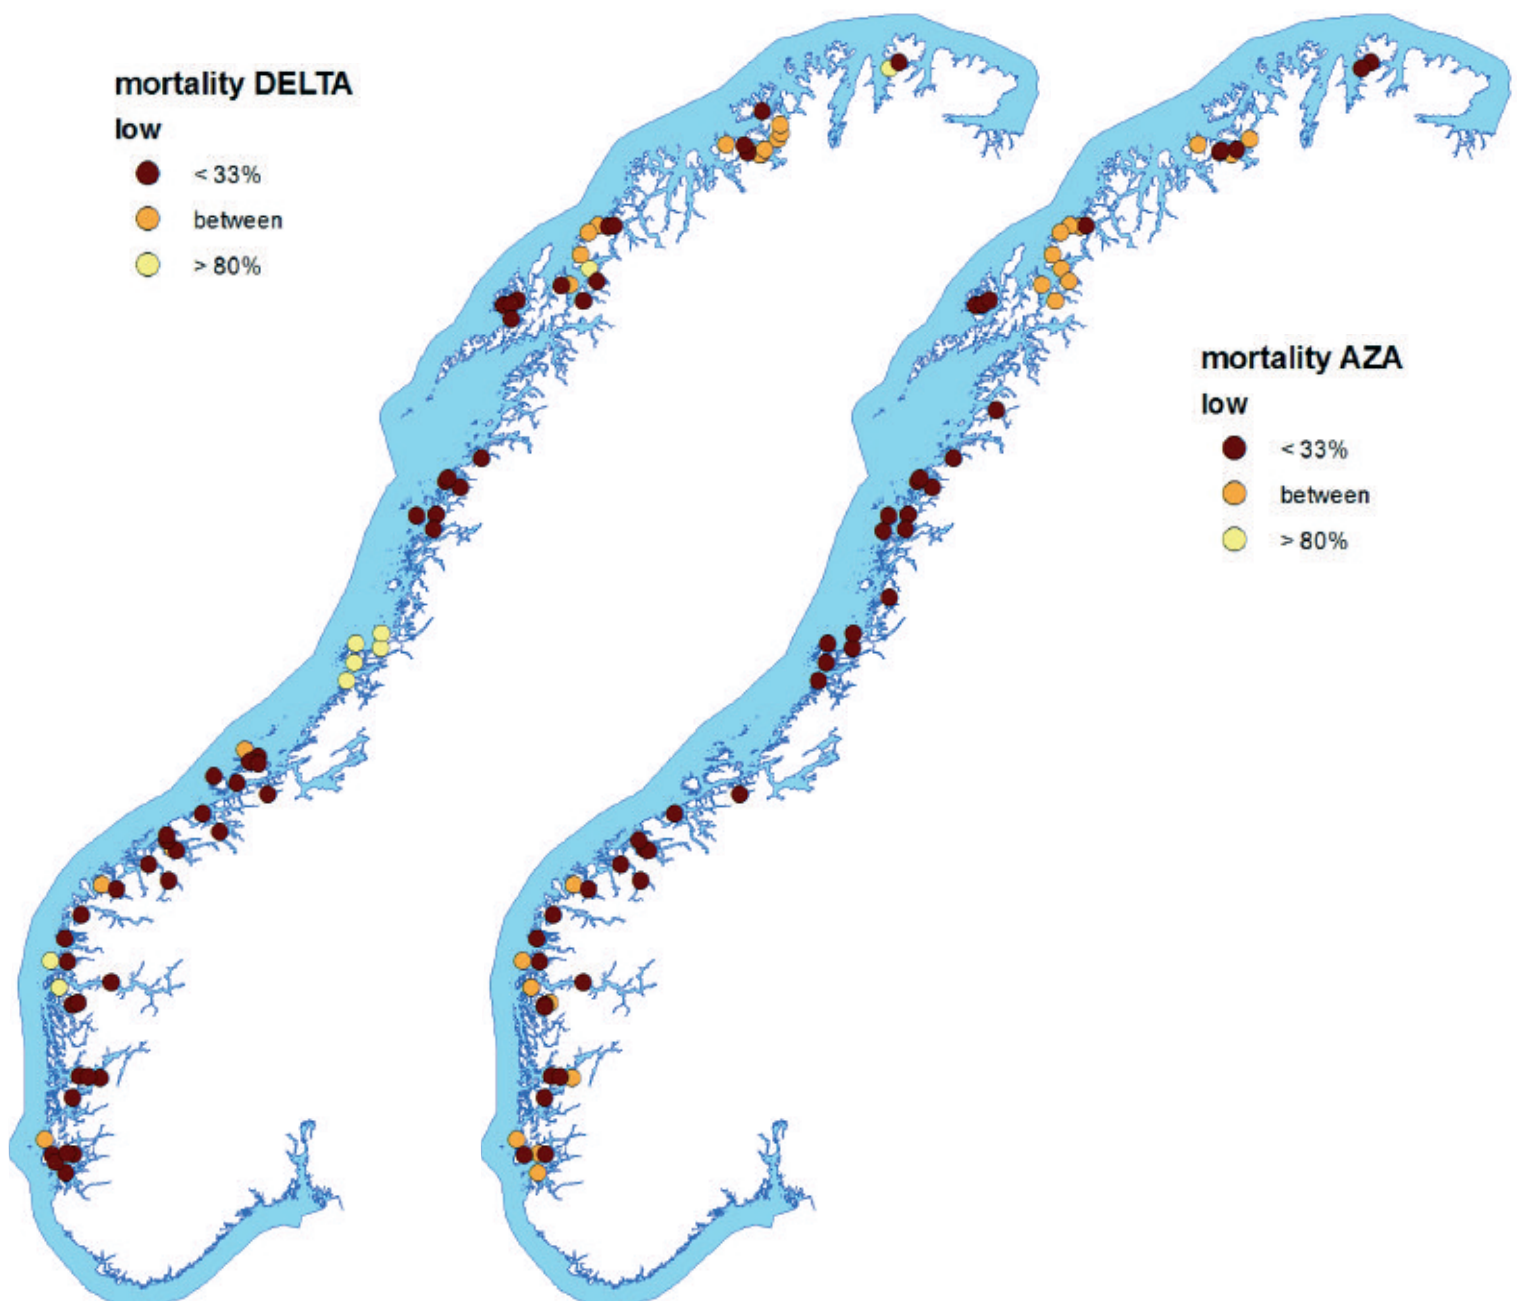 mortality DELTA
low
< 33%
between
> 80%
mortality AZA
low
< 33%
between
> 80%